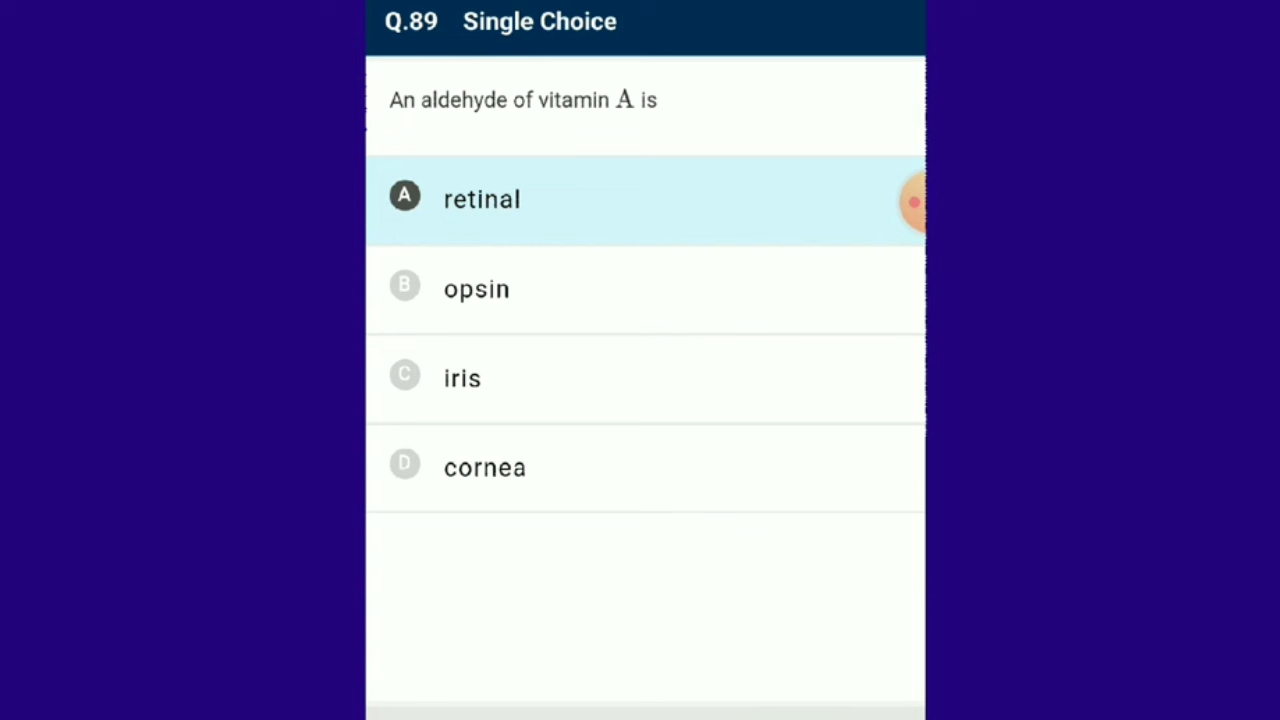 Q.89 Single Choice
An aldehyde of vitamin A is
A retinal
B opsin
C iris
D cornea